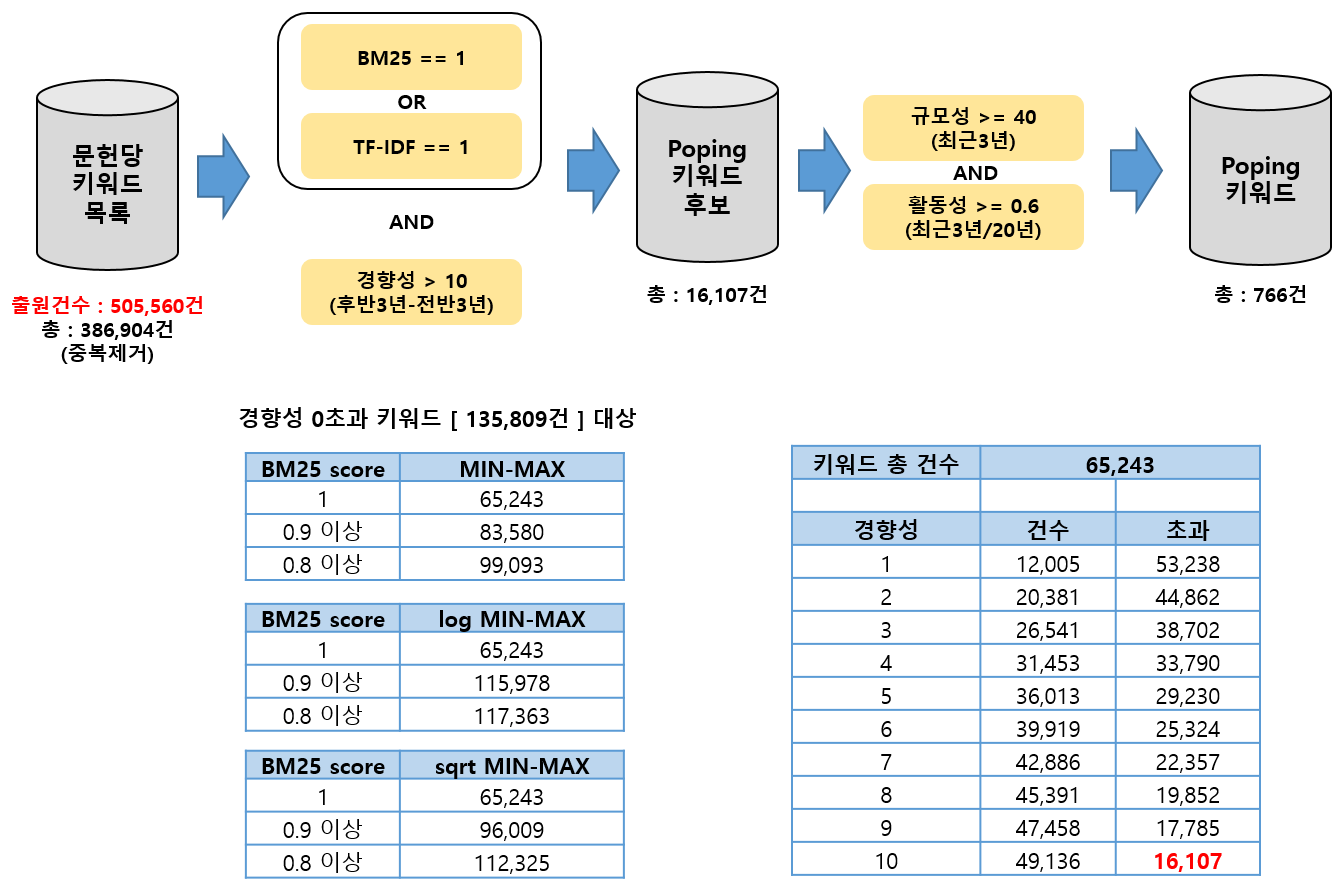 문헌당
키워드
목록
출원건수 : 505,560건
총 : 386,904건
(중복제거)
BM25 == 1
OR
TF-IDF == 1
AND
경향성 > 10
(후반3년-전반3년)
Poping
키워드
후보
총 : 16,107건
규모성 >= 40
(최근3년)
AND
활동성 >= 0.6
(최근3년/20년)
Poping
키워드
총 : 766건
경향성 0초과 키워드 [ 135,809건 ] 대상
BM25 score MIN-MAX
1 65,243
0.9 이상 83,580
0.8 이상 99,093
BM25 score log MIN-MAX
1 65,243
0.9 이상 115,978
0.8 이상 117,363
BM25 score sqrt MIN-MAX
1 65,243
0.9 이상 96,009
0.8 이상 112,325
키워드 총 건수 65,243
경향성 건수 초과
1 12,005 53,238
2 20,381 44,862
3 26,541 38,702
4 31,453 33,790
5 36,013 29,230
6 39,919 25,324
7 42,886 22,357
8 45,391 19,852
9 47,458 17,785
10 49,136 16,107